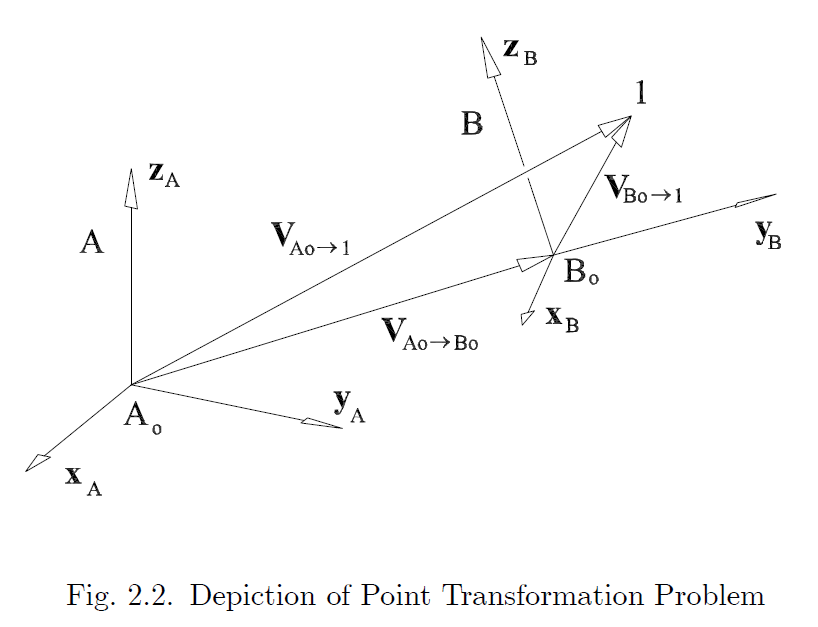 z_B
1
B
z_A
V_Bo→1
A
V_Ao→1
y_B
B_o
x_B
V_Ao→Bo
y_A
A_o
x_A
Fig. 2.2. Depiction of Point Transformation Problem